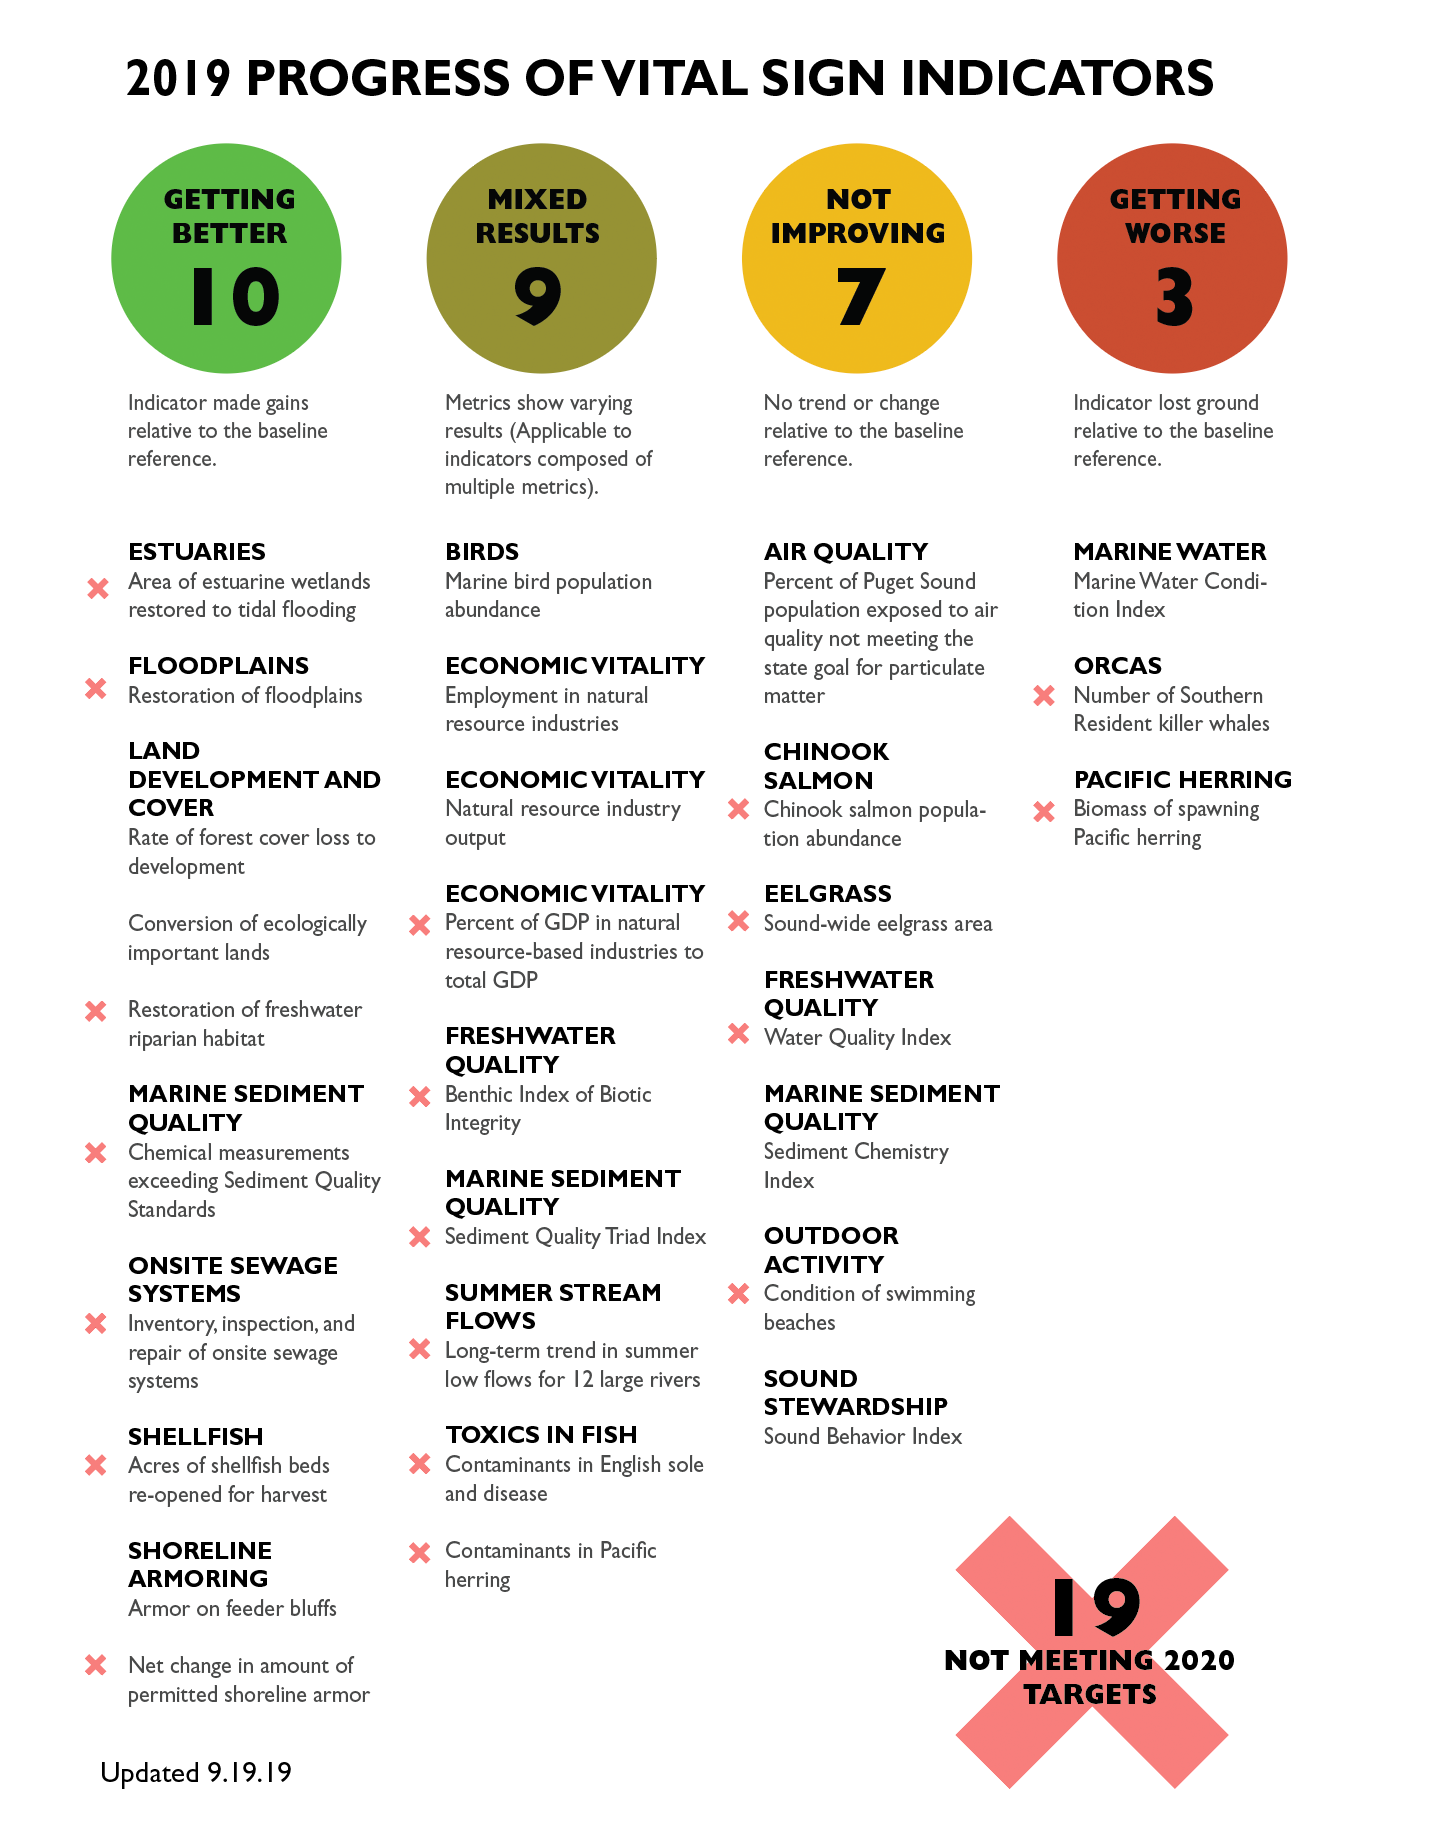 2019 PROGRESS OF VITAL SIGN INDICATORS
GETTING
BETTER
10
Indicator made gains
relative to the baseline
reference.
ESTUARIES
Area of estuarine wetlands
restored to tidal flooding
FLOODPLAINS
Restoration of floodplains
LAND
DEVELOPMENT AND
COVER
Rate of forest cover loss to
development
Conversion of ecologically
important lands
Restoration of freshwater
riparian habitat
MARINE SEDIMENT
QUALITY
Chemical measurements
exceeding Sediment Quality
Standards
ONSITE SEWAGE
SYSTEMS
Inventory, inspection, and
repair of onsite sewage
systems
SHELLFISH
Acres of shellfish beds
re-opened for harvest
SHORELINE
ARMORING
Armor on feeder bluffs
Net change in amount of
permitted shoreline armor
MIXED
RESULTS
9
Metrics show varying
results (Applicable to
indicators composed of
multiple metrics).
BIRDS
Marine bird population
abundance
ECONOMIC VITALITY
Employment in natural
resource industries
ECONOMIC VITALITY
Natural resource industry
output
ECONOMIC VITALITY
Percent of GDP in natural
resource-based industries to
total GDP
FRESHWATER
QUALITY
Benthic Index of Biotic
Integrity
MARINE SEDIMENT
QUALITY
Sediment Quality Triad Index
SUMMER STREAM
FLOWS
Long-term trend in summer
low flows for 12 large rivers
TOXICS IN FISH
Contaminants in English sole
and disease
Contaminants in Pacific
herring
NOT
IMPROVING
7
No trend or change
relative to the baseline
reference.
AIR QUALITY
Percent of Puget Sound
population exposed to air
quality not meeting the
state goal for particulate
matter
CHINOOK
SALMON
Chinook salmon popula-
tion abundance
EELGRASS
Sound-wide eelgrass area
FRESHWATER
QUALITY
Water Quality Index
MARINE SEDIMENT
QUALITY
Sediment Chemistry
Index
OUTDOOR
ACTIVITY
Condition of swimming
beaches
SOUND
STEWARDSHIP
Sound Behavior Index
GETTING
WORSE
3
Indicator lost ground
relative to the baseline
reference.
MARINE WATER
Marine Water Condi-
tion Index
ORCAS
Number of Southern
Resident killer whales
PACIFIC HERRING
Biomass of spawning
Pacific herring
19
NOT MEETING 2020
TARGETS
Updated 9.19.19